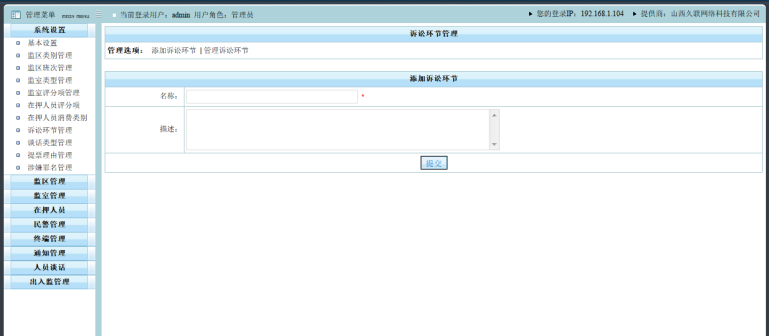 管理菜单 MAIN MENU
当前登录用户：admin 用户角色：管理员
您的登录IP：192.168.1.104
提供商：山西久联网络科技有限公司
系统设置
基本设置
监区类别管理
监区班次管理
监室类型管理
监室评分项管理
在押人员评分项
在押人员消费类别
诉讼环节管理
谈话类型管理
提票理由管理
涉嫌罪名管理
监区管理
监室管理
在押人员
民警管理
终端管理
通知管理
人员谈话
出入监管理
诉讼环节管理
管理选项： 添加诉讼环节 | 管理诉讼环节
添加诉讼环节
名称： *
描述：
提交